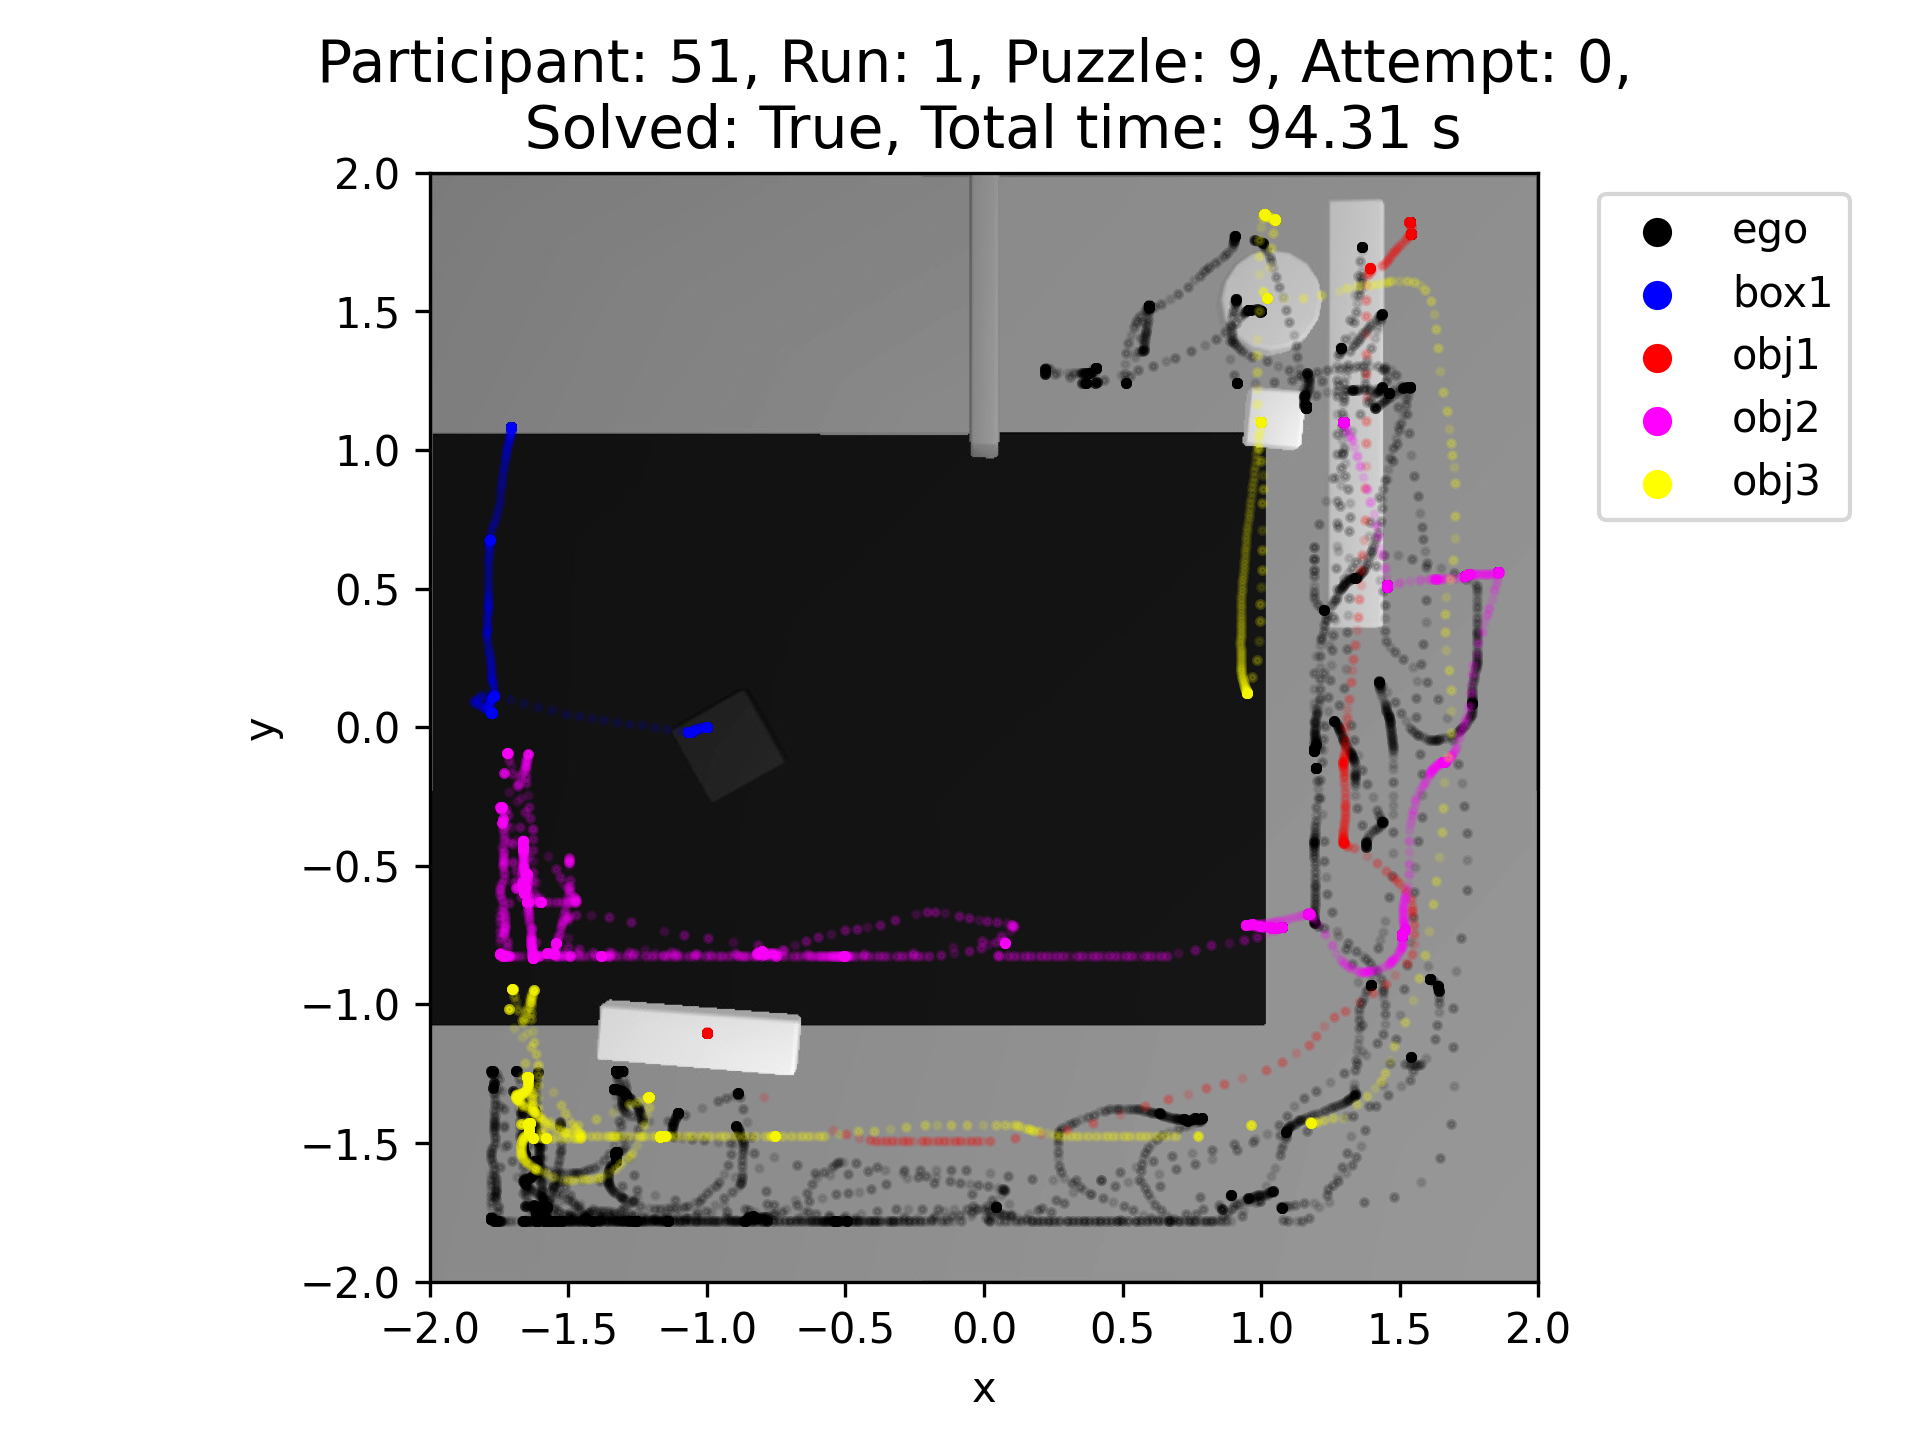 Participant: 51, Run: 1, Puzzle: 9, Attempt: 0,
Solved: True, Total time: 94.31 s
2.0
1.5
1.0
0.5
0.0
−0.5
−1.0
−1.5
−2.0
y
−2.0 −1.5 −1.0 −0.5 0.0 0.5 1.0 1.5 2.0
x
ego
box1
obj1
obj2
obj3